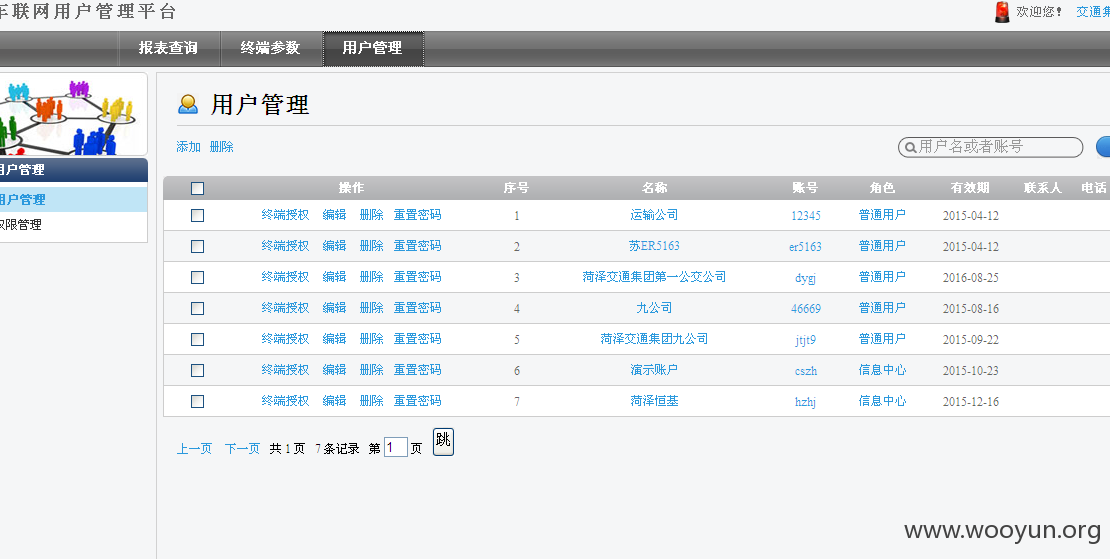 车联网用户管理平台
欢迎您! 交通集
报表查询 终端参数 用户管理
用户管理
添加 删除 用户名或者账号
用户管理
用户管理
权限管理
操作 序号 名称 账号 角色 有效期 联系人 电话
终端授权 编辑 删除 重置密码 1 运输公司 12345 普通用户 2015-04-12
终端授权 编辑 删除 重置密码 2 苏ER5163 er5163 普通用户 2015-04-12
终端授权 编辑 删除 重置密码 3 菏泽交通集团第一公交公司 dygj 普通用户 2016-08-25
终端授权 编辑 删除 重置密码 4 九公司 46669 普通用户 2015-08-16
终端授权 编辑 删除 重置密码 5 菏泽交通集团九公司 jtjt9 普通用户 2015-09-22
终端授权 编辑 删除 重置密码 6 演示账户 cszh 信息中心 2015-10-23
终端授权 编辑 删除 重置密码 7 菏泽恒基 hzhj 信息中心 2015-12-16
上一页 下一页 共 1 页 7 条记录 第 1 页 跳
www.wooyun.org